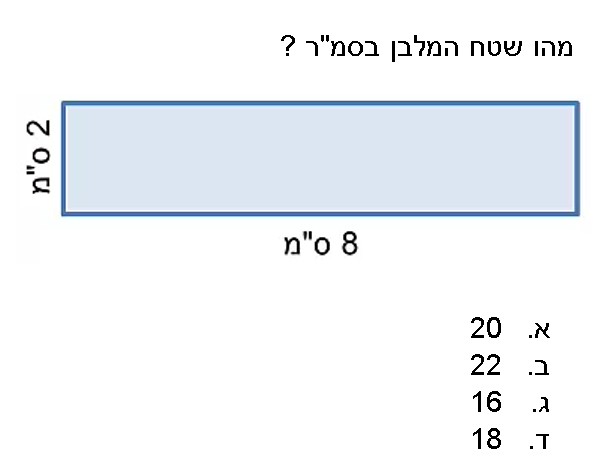 מהו שטח המלבן בסמ"ר ?
2 ס"מ
8 ס"מ
א. 20
ב. 22
ג. 16
ד. 18